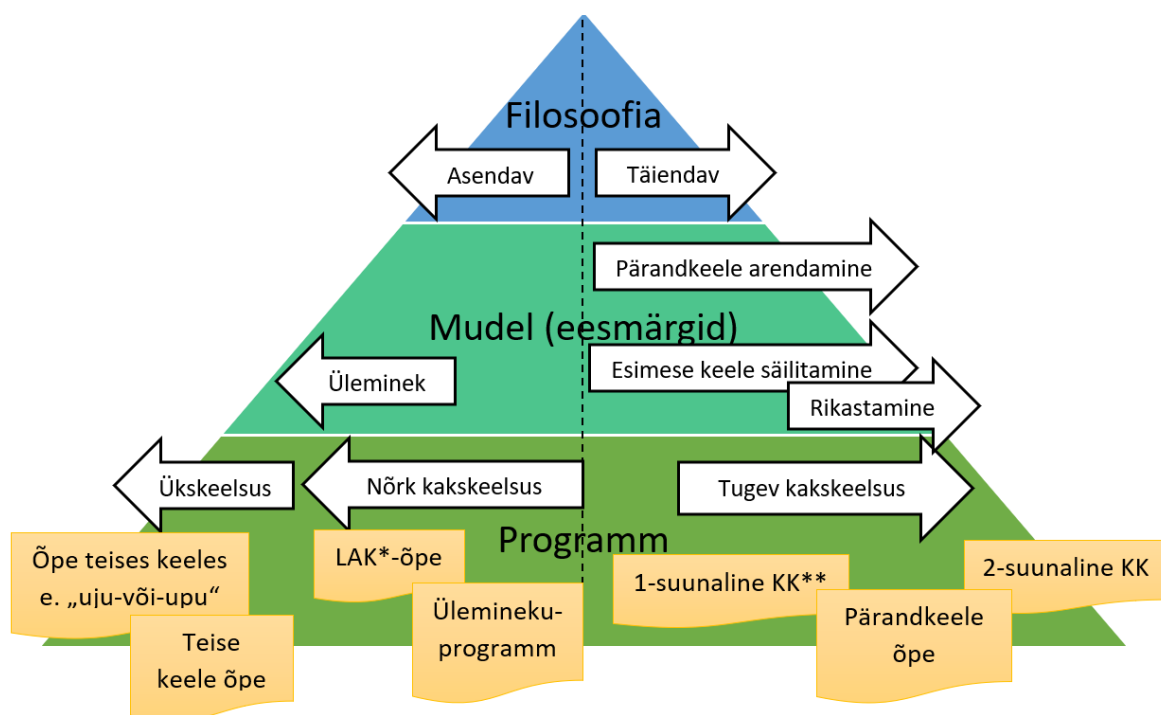 Filosoofia
Asendav
Täiendav
Pärandkeele arendamine
Mudel (eesmärgid)
Üleminek
Esimese keele säilitamine
Rikastamine
Ükskeelsus
Nõrk kakskeelsus
Tugev kakskeelsus
Programm
Õpe teises keeles
e. „uju-või-upu“
Teise
keele õpe
LAK*-õpe
Ülemineku-
programm
1-suunaline KK**
Pärandkeele
õpe
2-suunaline KK